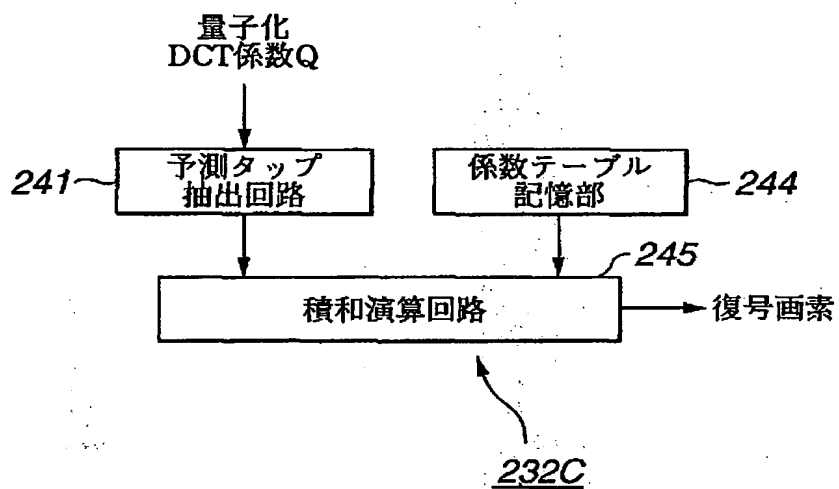 量子化
DCT係数Q
241
予測タップ
抽出回路
係数テーブル
記憶部
244
245
積和演算回路
復号画素
232C